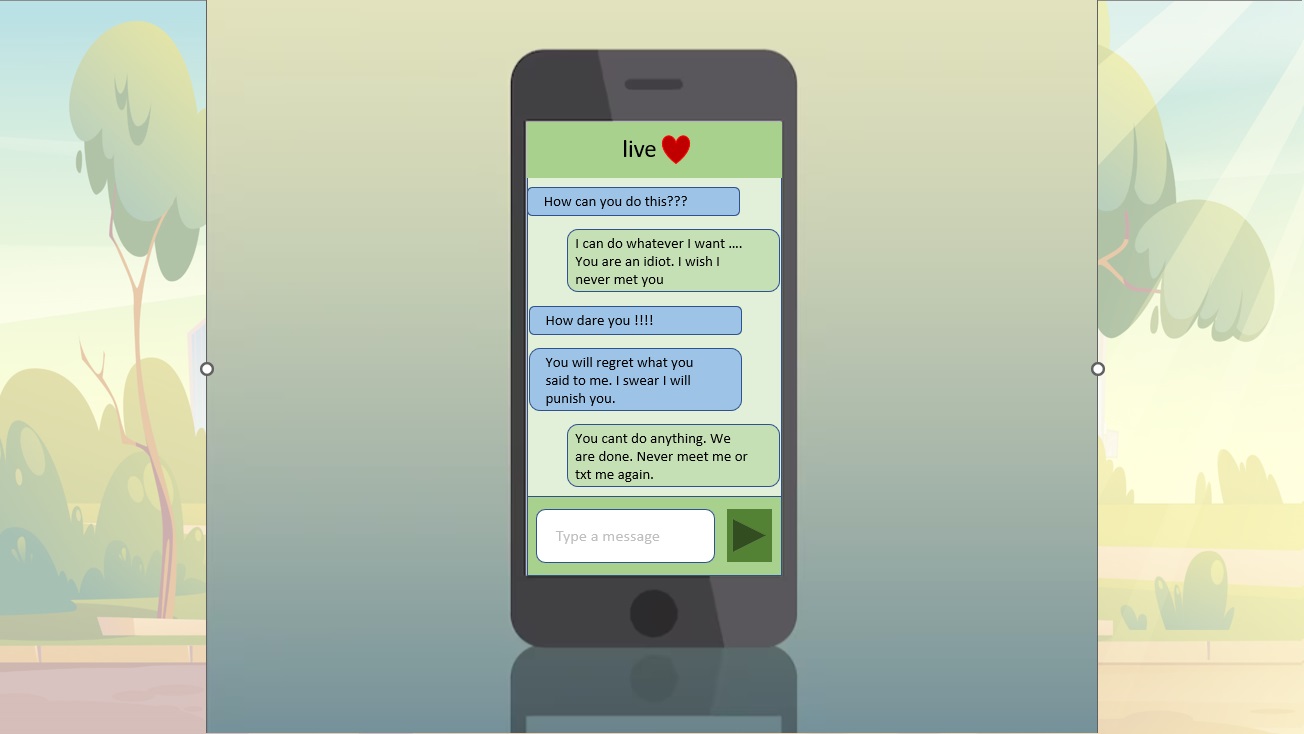 live
How can you do this???
I can do whatever I want ....
You are an idiot. I wish I
never met you
How dare you !!!!
You will regret what you
said to me. I swear I will
punish you.
You cant do anything. We
are done. Never meet me or
txt me again.
Type a message